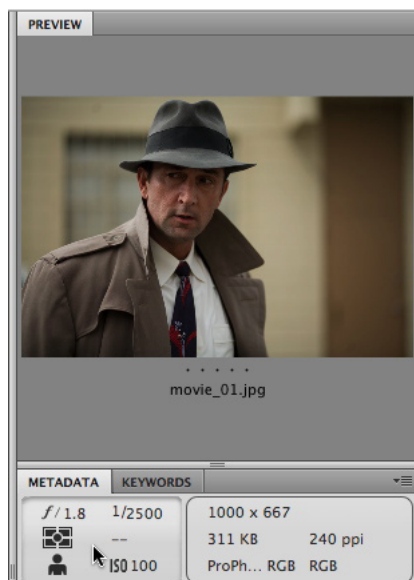 PREVIEW
movie_01.jpg
METADATA KEYWORDS
f/1.8 1/2500
--
ISO 100
1000 x 667
311 KB 240 ppi
ProPh... RGB RGB